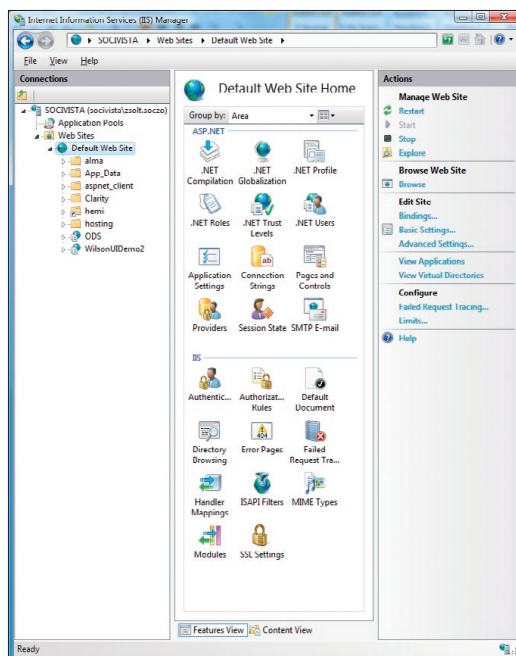 Internet Information Services (IIS) Manager
SOCIVISTA
Web Sites
Default Web Site
File View Help
Connections
SOCIVISTA (socivista\zsolt.soczo)
Application Pools
Web Sites
Default Web Site
alma
App_Data
aspnet_client
Clarity
hemi
hosting
ODS
WilsonUIDemo2
Default Web Site Home
Group by: Area
ASP.NET
.NET Compilation
.NET Globalization
.NET Profile
.NET Roles
.NET Trust Levels
.NET Users
Application Settings
Connection Strings
Pages and Controls
Providers
Session State
SMTP E-mail
IIS
Authentic...
Authorizat... Rules
Default Document
Directory Browsing
Error Pages
Failed Request Tra...
Handler Mappings
ISAPI Filters
MIME Types
Modules
SSL Settings
Features View
Content View
Actions
Manage Web Site
Restart
Start
Stop
Explore
Browse Web Site
Browse
Edit Site
Bindings...
Basic Settings...
Advanced Settings...
View Applications
View Virtual Directories
Configure
Failed Request Tracing...
Limits...
Help
Ready